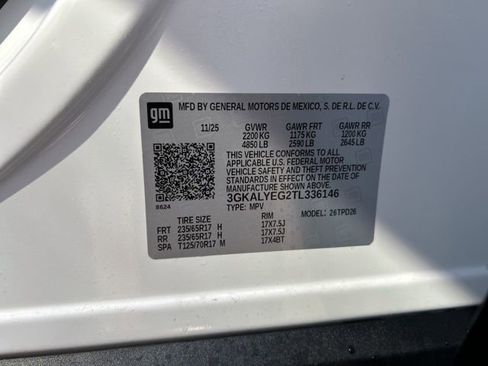 gm
MFD BY GENERAL MOTORS DE MEXICO, S. DE R.L. DE C.V.
11/25 GVWR GAWR FRT GAWR RR
2200 KG 1175 KG 1200 KG
4850 LB 2590 LB 2645 LB
THIS VEHICLE CONFORMS TO ALL
APPLICABLE U.S. FEDERAL MOTOR
VEHICLE SAFETY AND THEFT PREVENTION
STANDARDS IN EFFECT ON THE DATE OF
MANUFACTURE SHOWN ABOVE.
3GKALYEG2TL336146
8624
TYPE: MPV MODEL: 26TPD26
TIRE SIZE RIM
FRT 235/65R17 H 17X7.5J
RR 235/65R17 H 17X7.5J
SPA T125/70R17 M 17X4BT